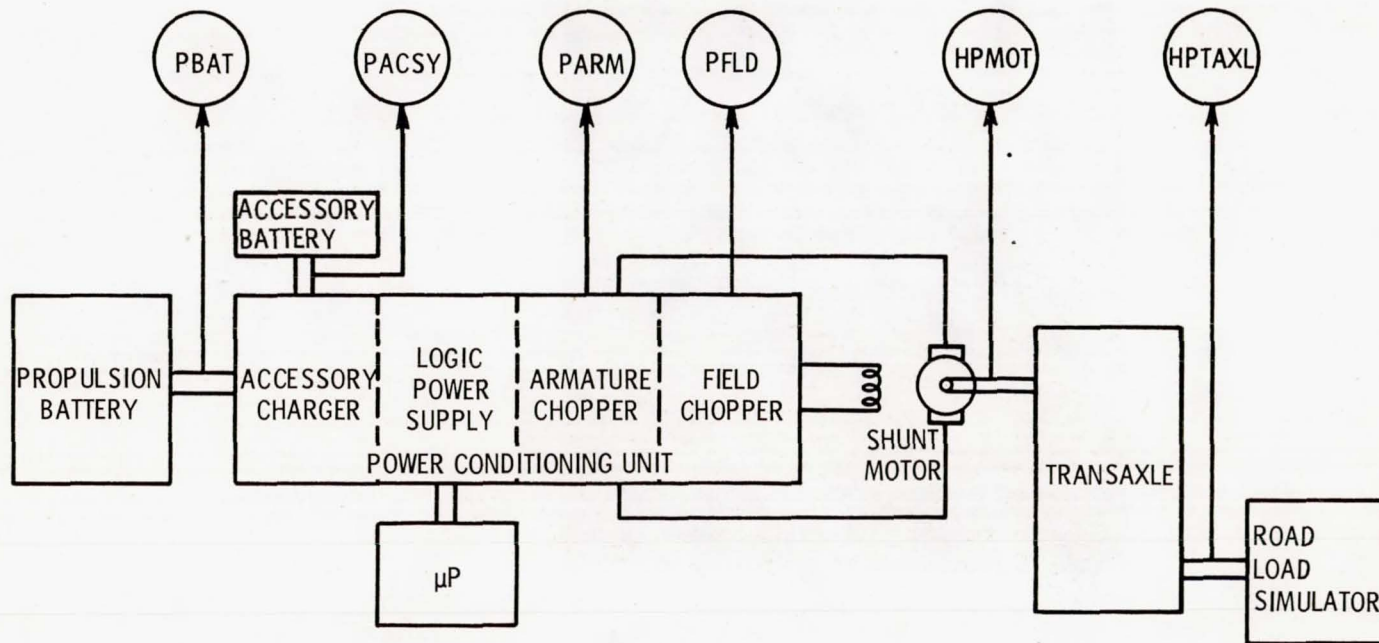 PBAT
PACSY
PARM
PFLD
HPMOT
HPTAXL
ACCESSORY
BATTERY
PROPULSION
BATTERY
ACCESSORY
CHARGER
LOGIC
POWER
SUPPLY
ARMATURE
CHOPPER
FIELD
CHOPPER
POWER CONDITIONING UNIT
SHUNT
MOTOR
TRANSAXLE
µP
ROAD
LOAD
SIMULATOR